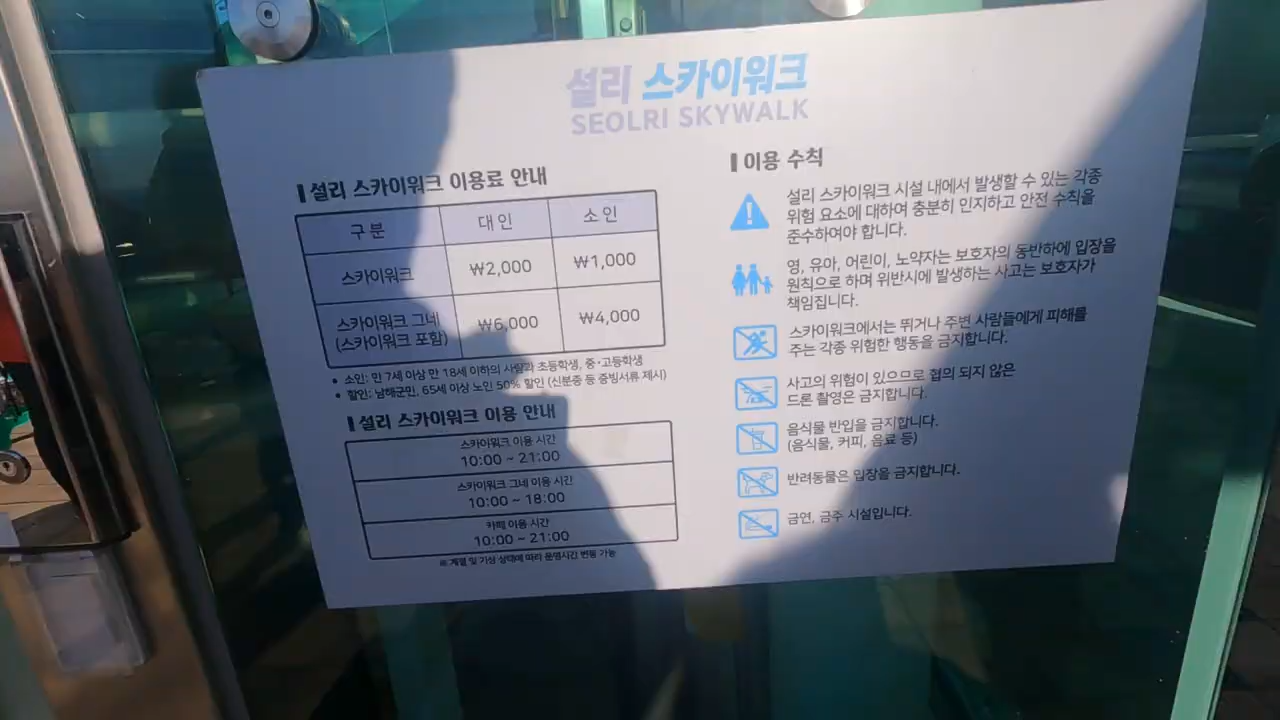 설리 스카이워크
SEOLRI SKYWALK
설리 스카이워크 이용료 안내
구분 대인 소인
스카이워크 ₩2,000 ₩1,000
스카이워크 그네
(스카이워크 포함) ₩6,000 ₩4,000
• 소인: 만 7세 이상 만 18세 이하의 사람과 초등학생, 중·고등학생
• 할인: 남해군민, 65세 이상 노인 50% 할인 (신분증 등 증빙서류 제시)
설리 스카이워크 이용 안내
스카이워크 이용 시간
10:00 ~ 21:00
스카이워크 그네 이용 시간
10:00 ~ 18:00
카페 이용 시간
10:00 ~ 21:00
※ 계절 및 기상 상태에 따라 운영시간 변동 가능
이용 수칙
설리 스카이워크 시설 내에서 발생할 수 있는 각종
위험 요소에 대하여 충분히 인지하고 안전 수칙을
준수하여야 합니다.
영, 유아, 어린이, 노약자는 보호자의 동반하에 입장을
원칙으로 하며 위반시에 발생하는 사고는 보호자가
책임집니다.
스카이워크에서는 뛰거나 주변 사람들에게 피해를
주는 각종 위험한 행동을 금지합니다.
사고의 위험이 있으므로 협의 되지 않은
드론 촬영은 금지합니다.
음식물 반입을 금지합니다.
(음식물, 커피, 음료 등)
반려동물은 입장을 금지합니다.
금연, 금주 시설입니다.